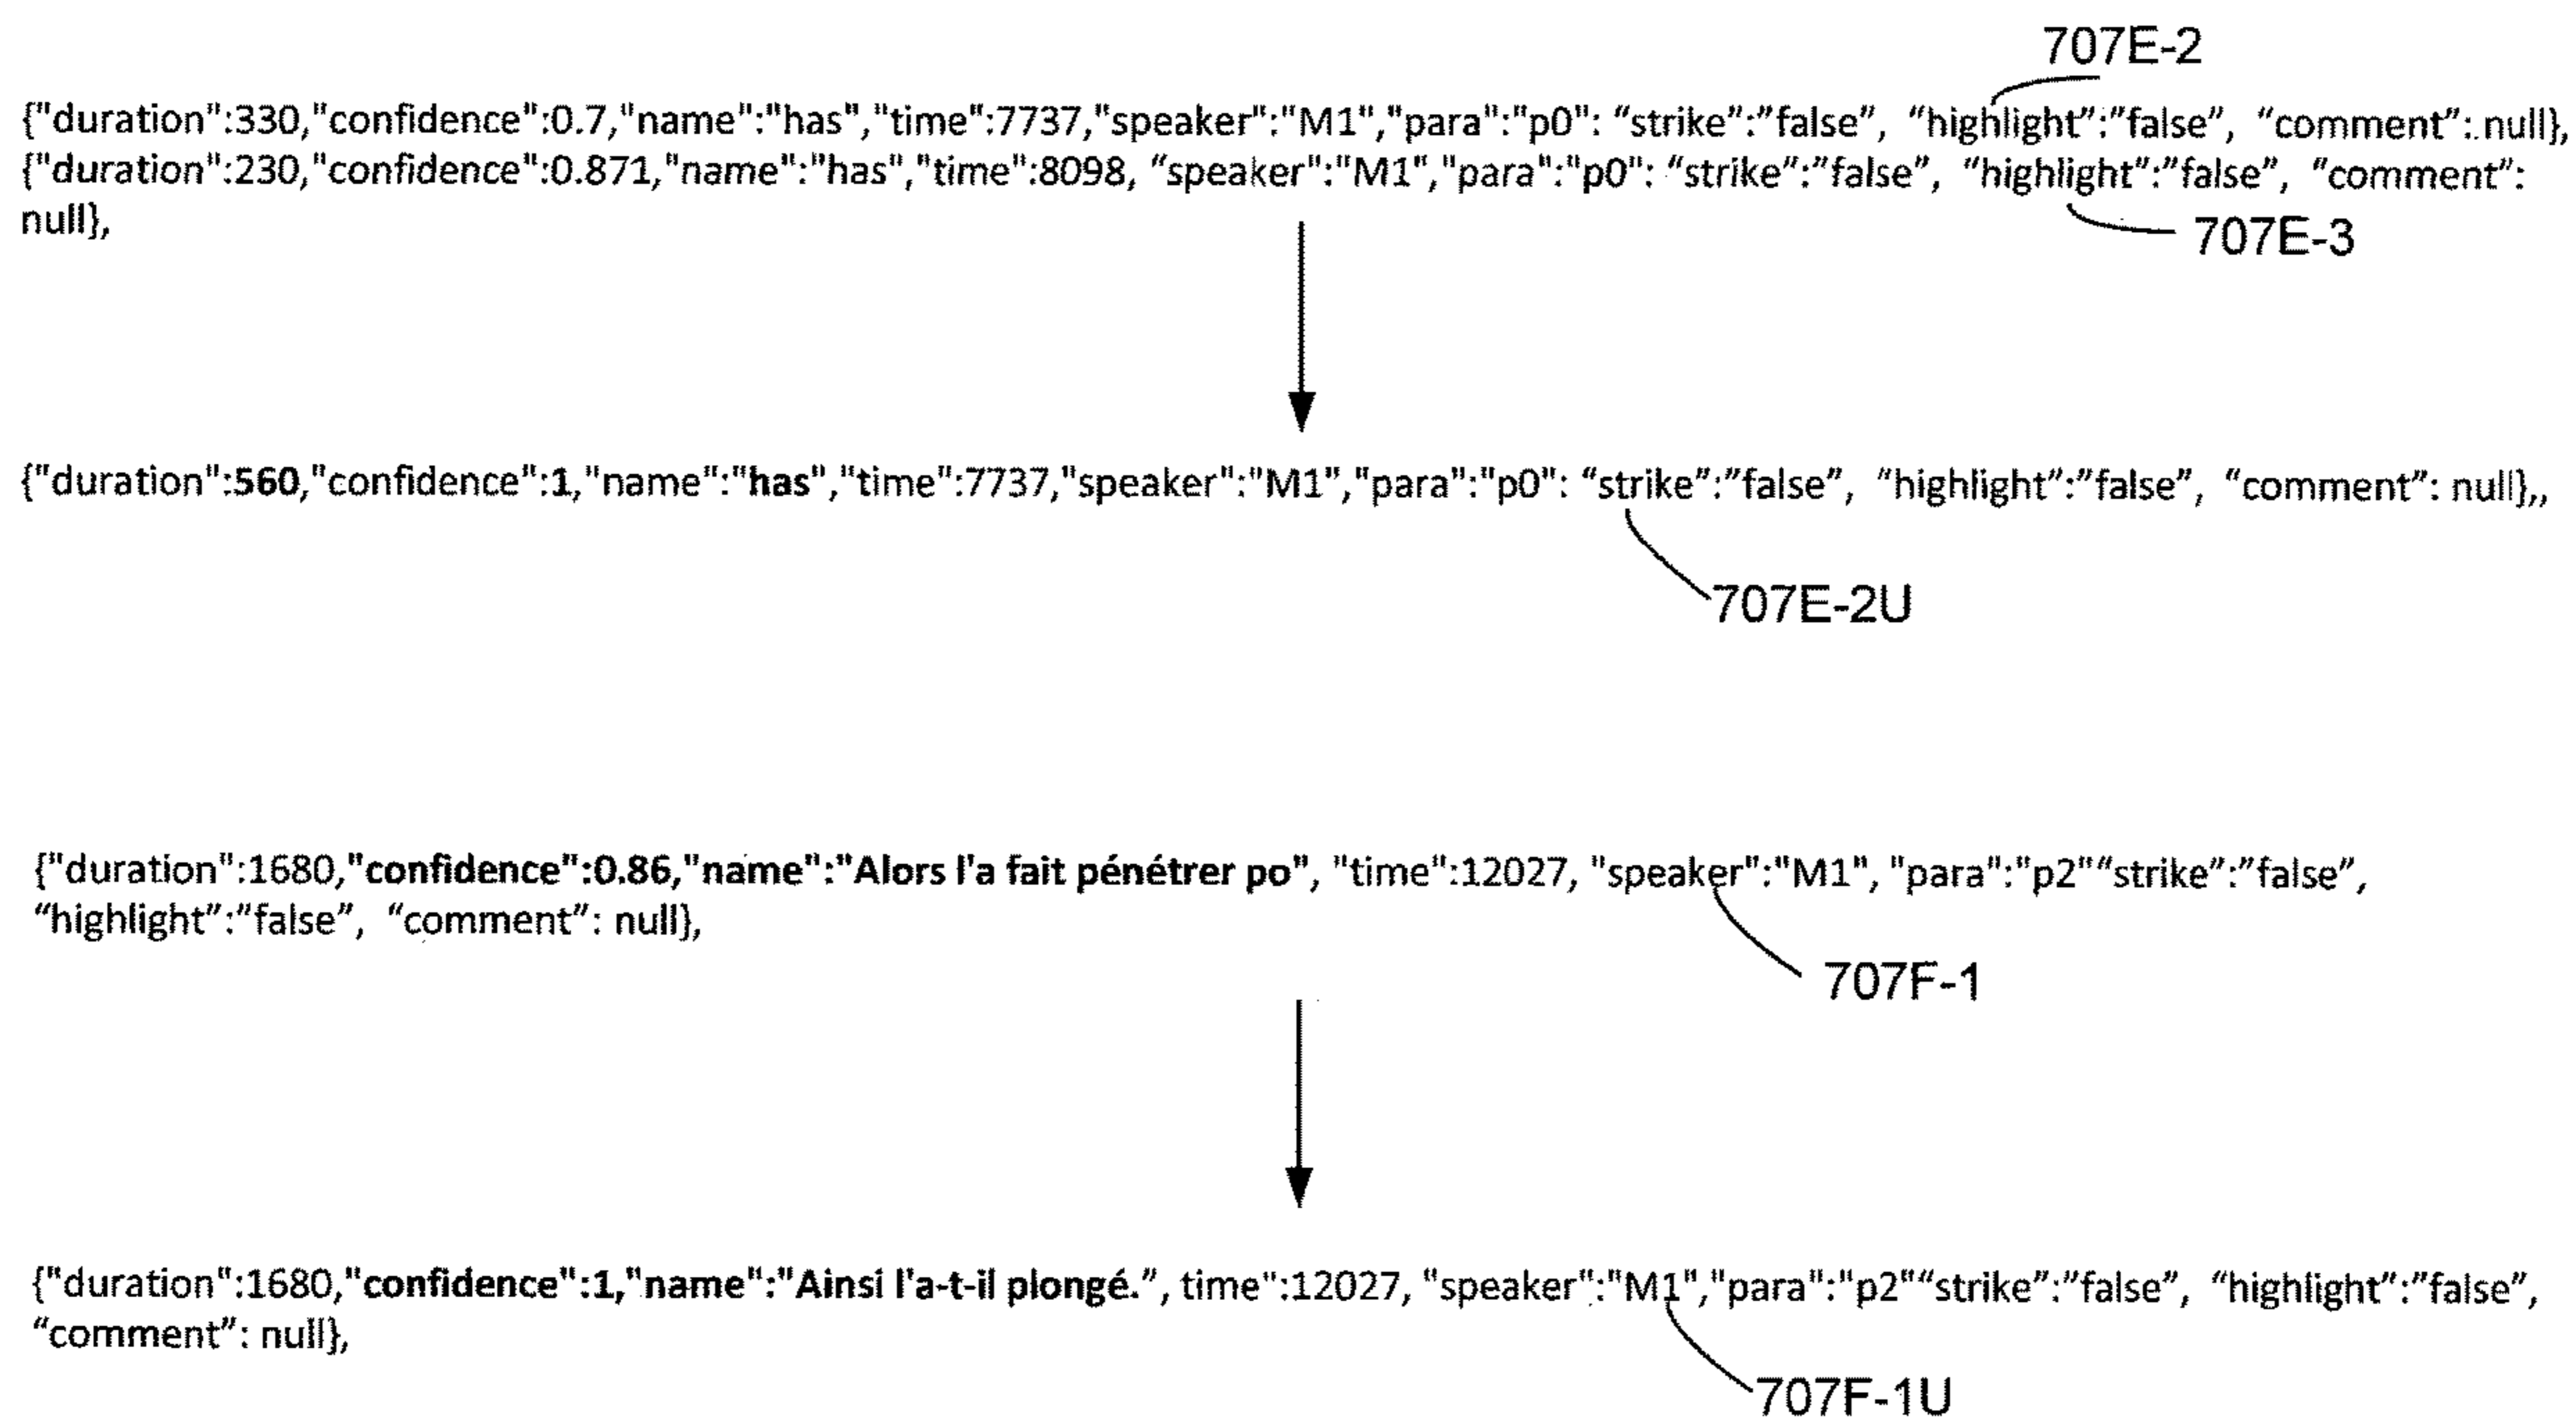 707E-2
{"duration":330,"confidence":0.7,"name":"has","time":7737,"speaker":"M1","para":"p0": “strike”:”false”, “highlight”:”false”, “comment”: null},
{"duration":230,"confidence":0.871,"name":"has","time":8098, “speaker":"M1","para":"p0": “strike”:”false”, “highlight”:”false”, “comment”:
null},
707E-3
{"duration":560,"confidence":1,"name":"has","time":7737,"speaker":"M1","para":"p0": “strike”:”false”, “highlight”:”false”, “comment”: null},,
707E-2U
{"duration":1680,"confidence":0.86,"name":"Alors l'a fait pénétrer po", "time":12027, "speaker":"M1", "para":"p2"“strike”:”false”,
“highlight”:”false”, “comment”: null},
707F-1
{"duration":1680,"confidence":1,"name":"Ainsi l'a-t-il plongé.”, time":12027, "speaker":"M1","para":"p2"“strike”:”false”, “highlight”:”false”,
“comment”: null},
707F-1U